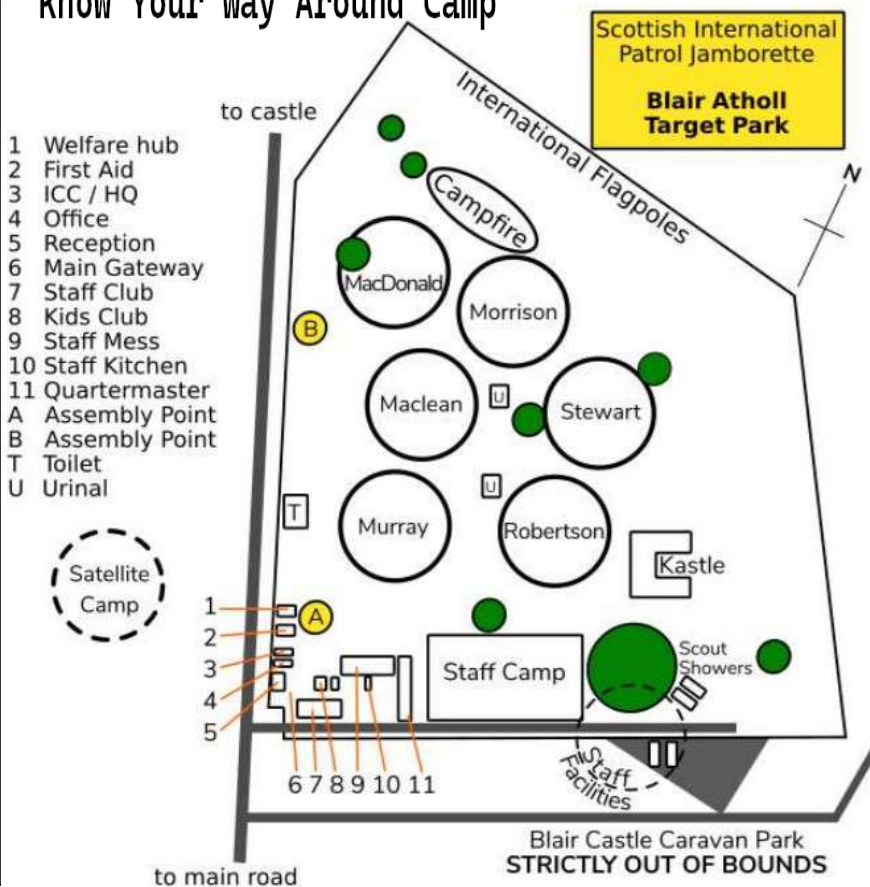 Know Your Way Around Camp
Scottish International
Patrol Jamborette
Blair Atholl
Target Park
to castle
International Flagpoles
N
1 Welfare hub
2 First Aid
3 ICC / HQ
4 Office
5 Reception
6 Main Gateway
7 Staff Club
8 Kids Club
9 Staff Mess
10 Staff Kitchen
11 Quartermaster
A Assembly Point
B Assembly Point
T Toilet
U Urinal
Campfire
MacDonald
Morrison
B
Maclean
U
Stewart
U
T
Murray
Robertson
Kastle
Satellite
Camp
1
A
2
3
4
5
Staff Camp
Scout
Showers
6 7 8 9 10 11
Staff
Facilities
Blair Castle Caravan Park
STRICTLY OUT OF BOUNDS
to main road